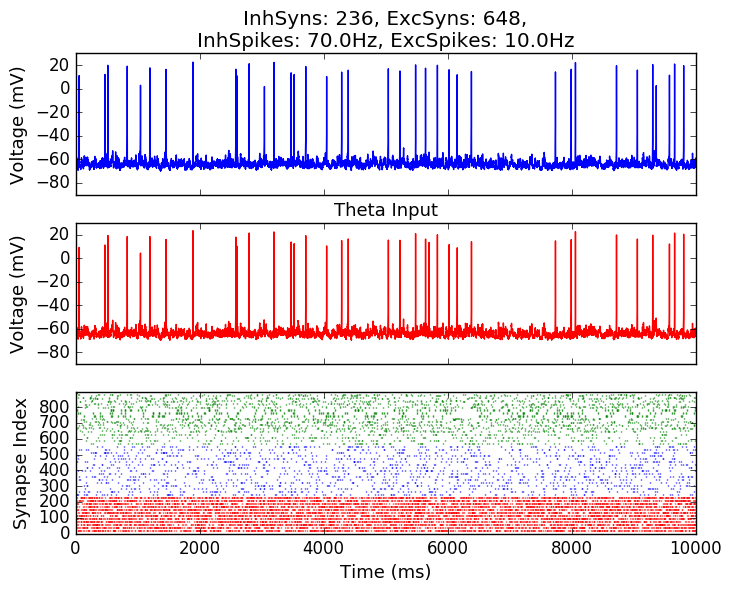 InhSyns: 236, ExcSyns: 648,
InhSpikes: 70.0Hz, ExcSpikes: 10.0Hz
Voltage (mV)
20
0
−20
−40
−60
−80
Theta Input
Voltage (mV)
20
0
−20
−40
−60
−80
Synapse Index
800
700
600
500
400
300
200
100
0
0 2000 4000 6000 8000 10000
Time (ms)